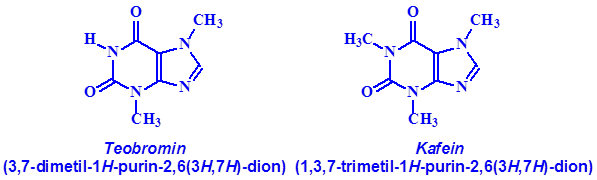 O
CH₃
H
N
N
O
N
N
CH₃
Teobromin
(3,7-dimetil-1H-purin-2,6(3H,7H)-dion)
O
CH₃
H₃C
N
N
O
N
N
CH₃
Kafein
(1,3,7-trimetil-1H-purin-2,6(3H,7H)-dion)